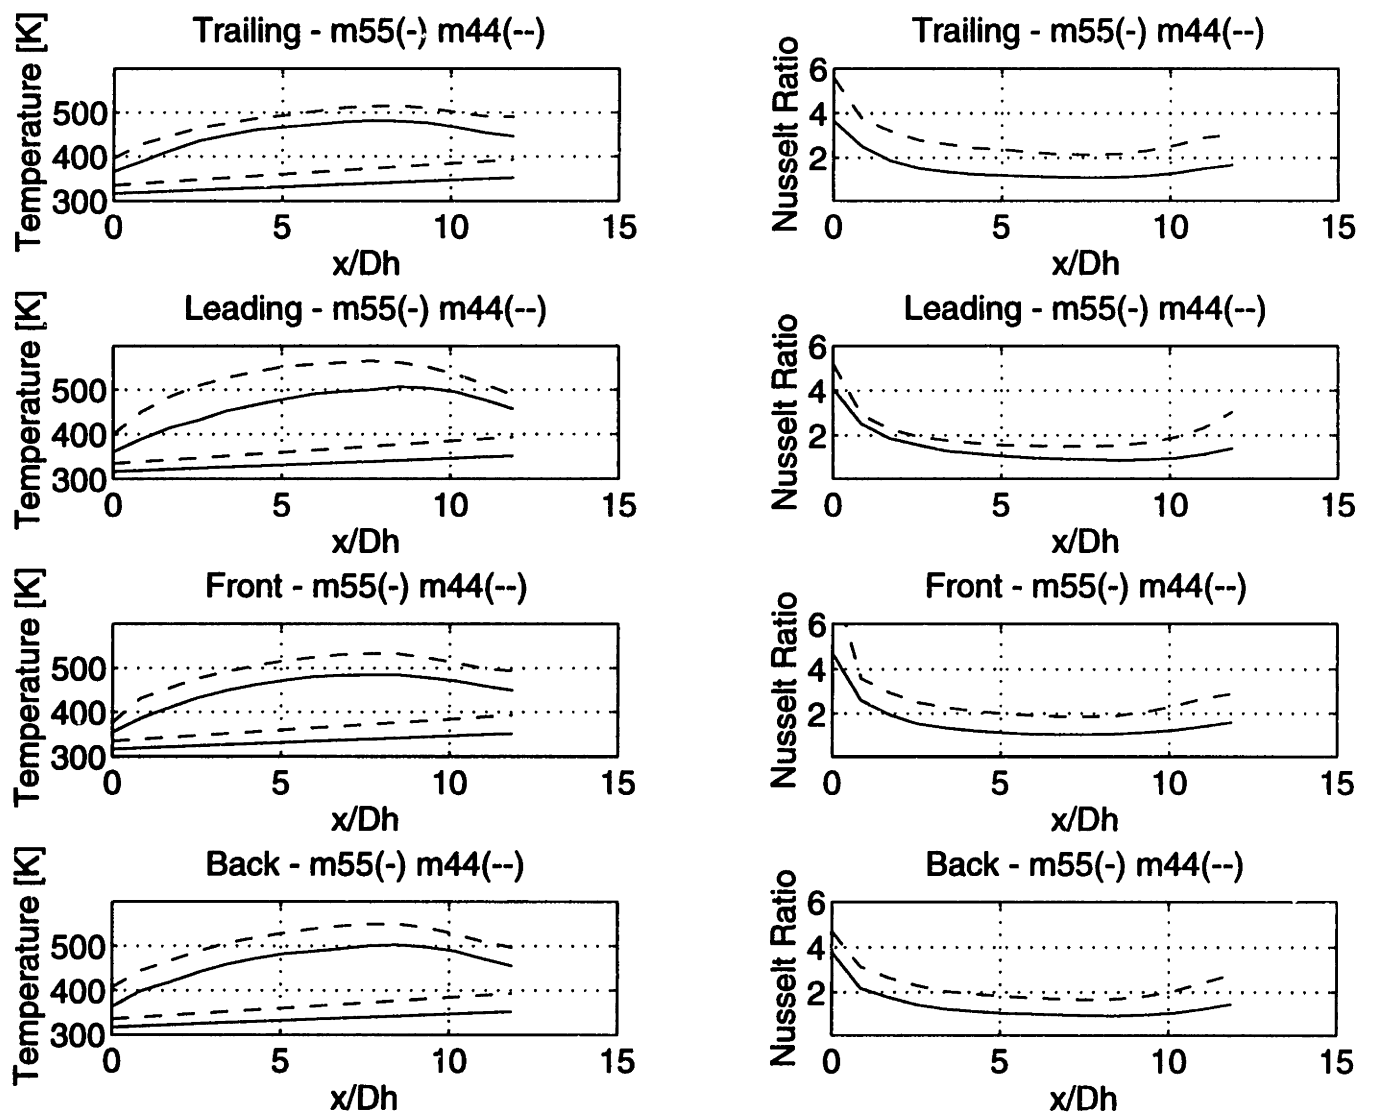 Trailing - m55(-) m44(--)
Temperature [K]
500
400
300
0 5 10 15
x/Dh
Trailing - m55(-) m44(--)
Nusselt Ratio
6
4
2
0 5 10 15
x/Dh
Leading - m55(-) m44(--)
Temperature [K]
500
400
300
0 5 10 15
x/Dh
Leading - m55(-) m44(--)
Nusselt Ratio
6
4
2
0 5 10 15
x/Dh
Front - m55(-) m44(--)
Temperature [K]
500
400
300
0 5 10 15
x/Dh
Front - m55(-) m44(--)
Nusselt Ratio
6
4
2
0 5 10 15
x/Dh
Back - m55(-) m44(--)
Temperature [K]
500
400
300
0 5 10 15
x/Dh
Back - m55(-) m44(--)
Nusselt Ratio
6
4
2
0 5 10 15
x/Dh